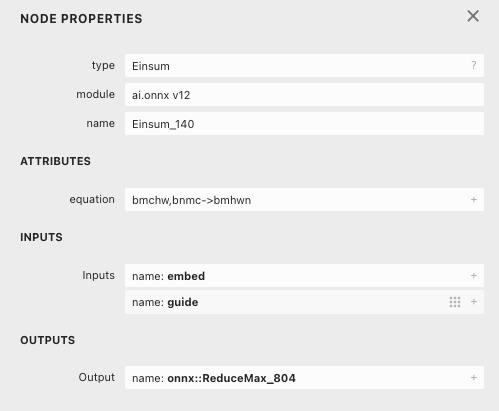 NODE PROPERTIES
type Einsum ?
module ai.onnx v12
name Einsum_140
ATTRIBUTES
equation bmchw,bnmc->bmhwn +
INPUTS
Inputs name: embed +
name: guide +
OUTPUTS
Output name: onnx::ReduceMax_804 +